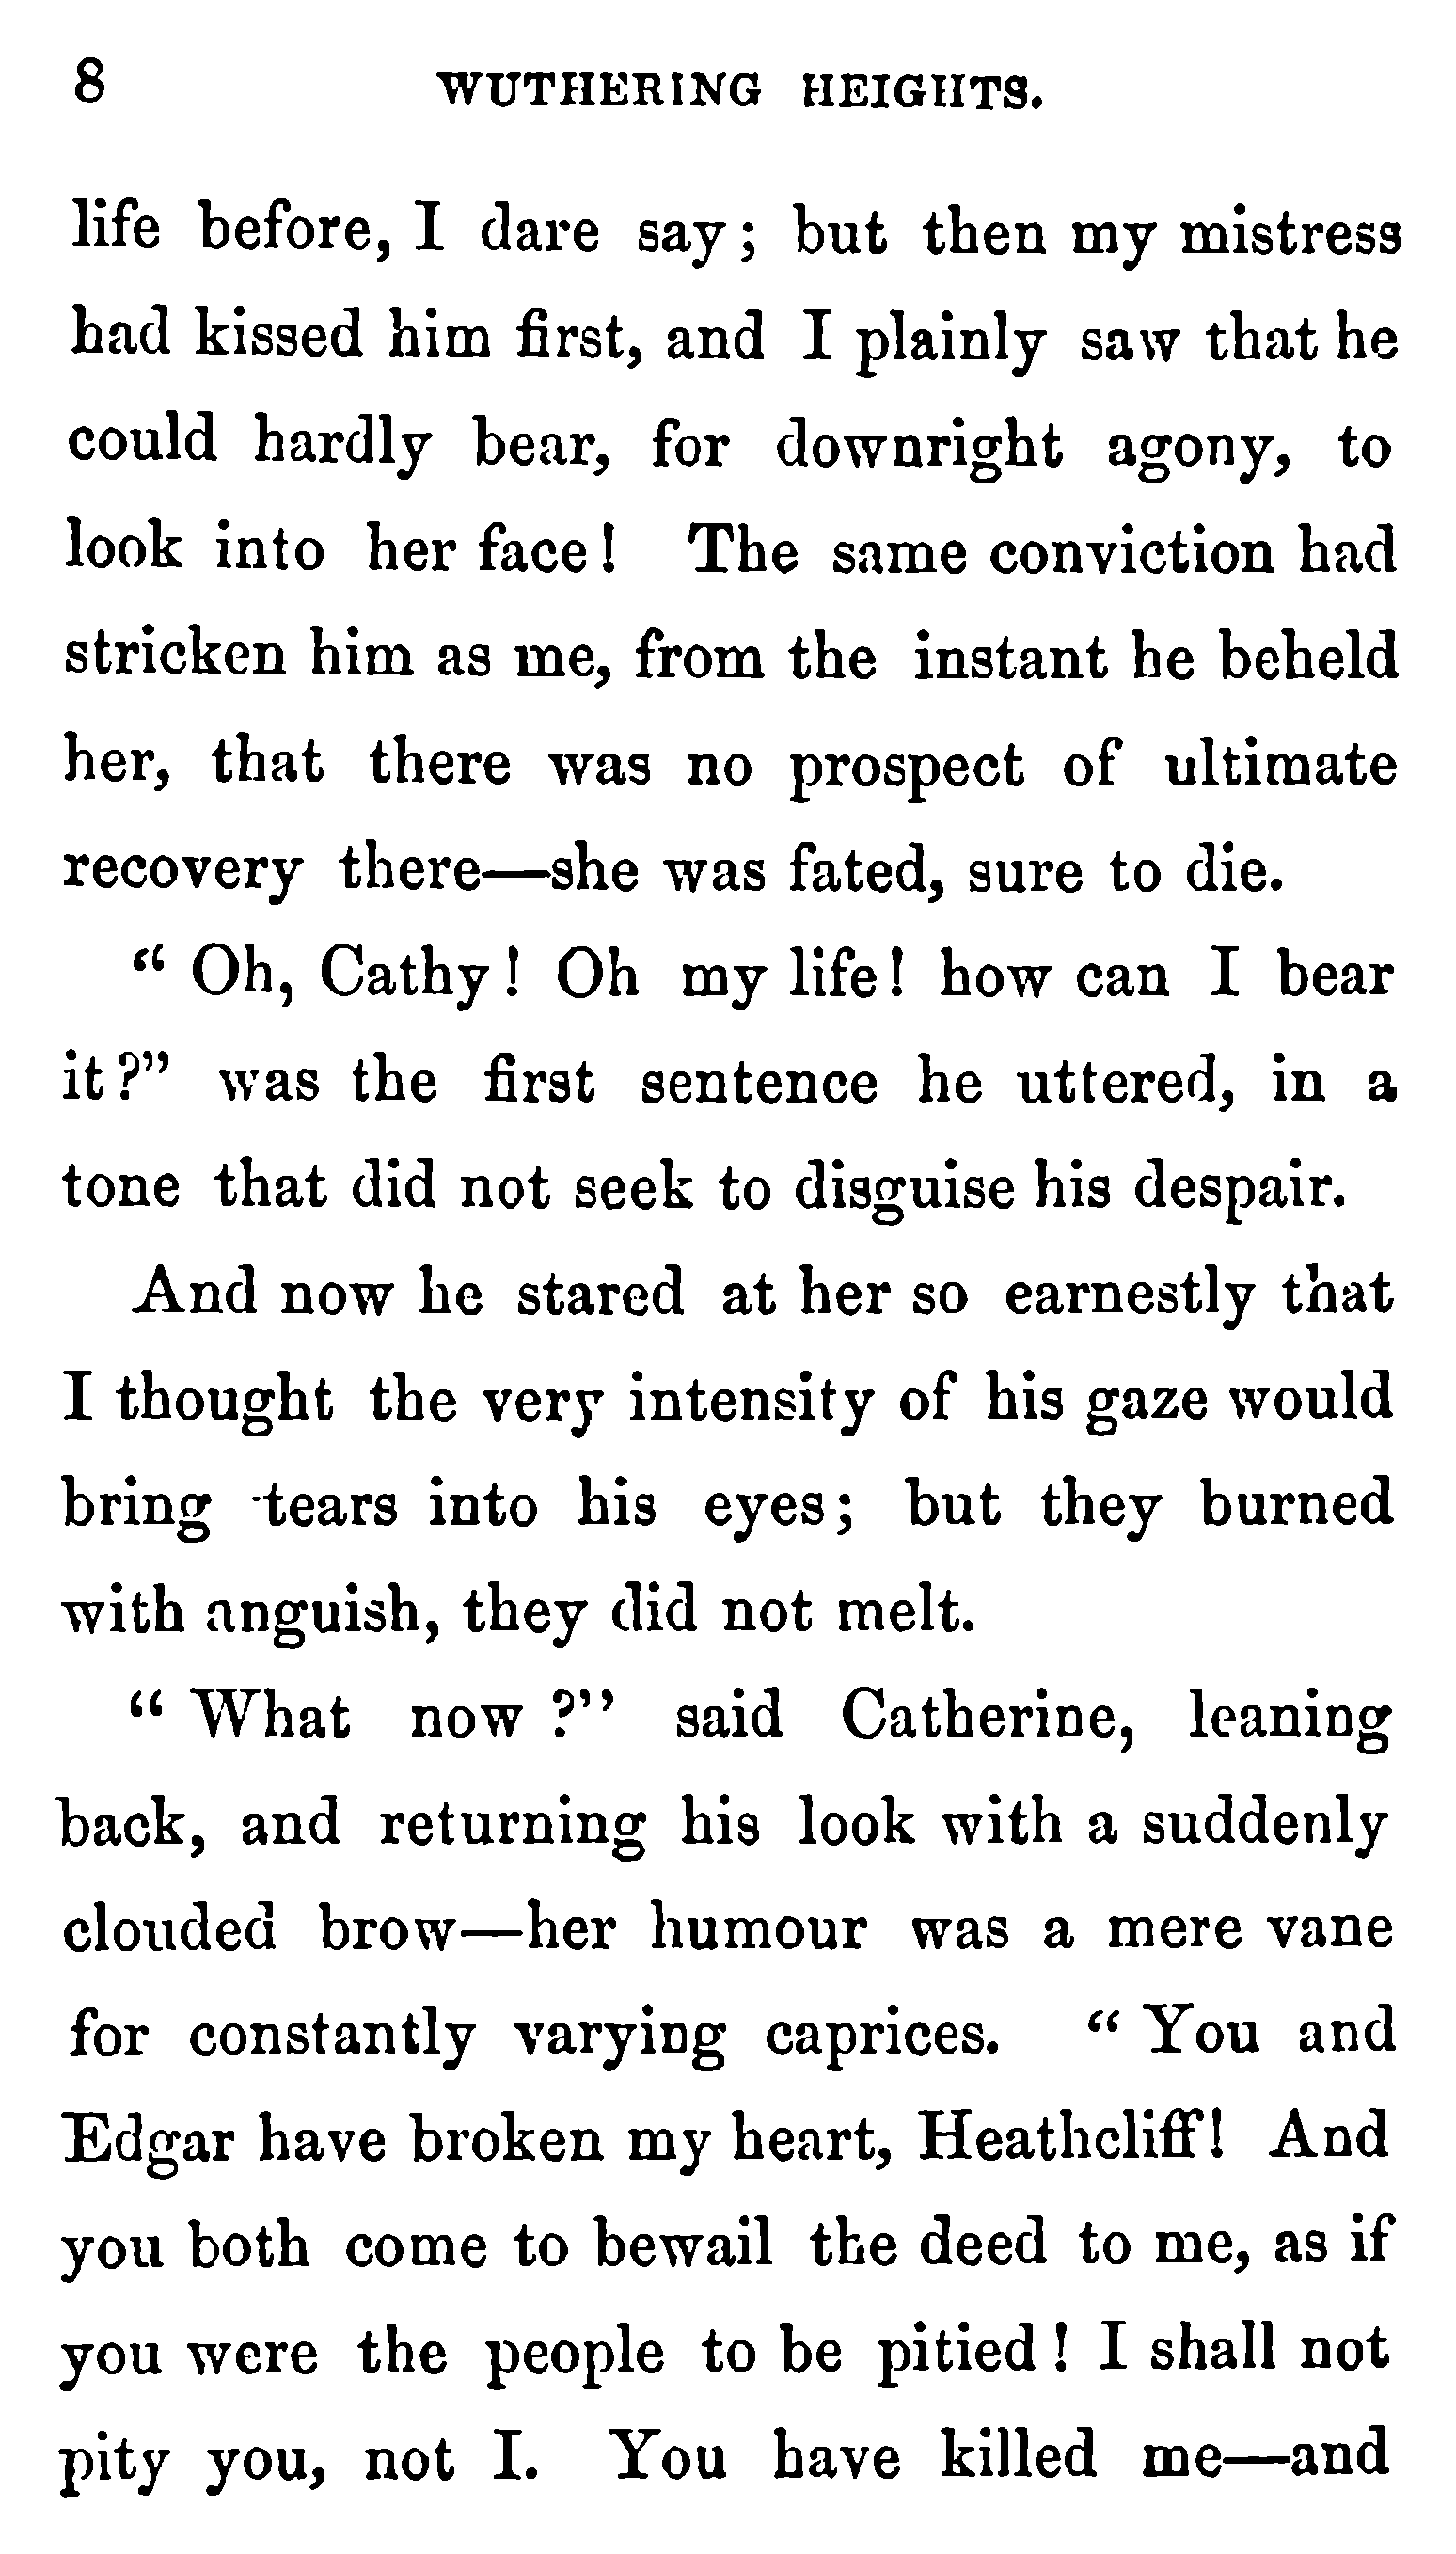 8 WUTHERING HEIGHTS.
life before, I dare say; but then my mistress
had kissed him first, and I plainly saw that he
could hardly bear, for downright agony, to
look into her face! The same conviction had
stricken him as me, from the instant he beheld
her, that there was no prospect of ultimate
recovery there—she was fated, sure to die.
“ Oh, Cathy! Oh my life! how can I bear
it?” was the first sentence he uttered, in a
tone that did not seek to disguise his despair.
And now he stared at her so earnestly that
I thought the very intensity of his gaze would
bring tears into his eyes; but they burned
with anguish, they did not melt.
“ What now ?” said Catherine, leaning
back, and returning his look with a suddenly
clouded brow—her humour was a mere vane
for constantly varying caprices. “ You and
Edgar have broken my heart, Heathcliff! And
you both come to bewail the deed to me, as if
you were the people to be pitied! I shall not
pity you, not I. You have killed me—and